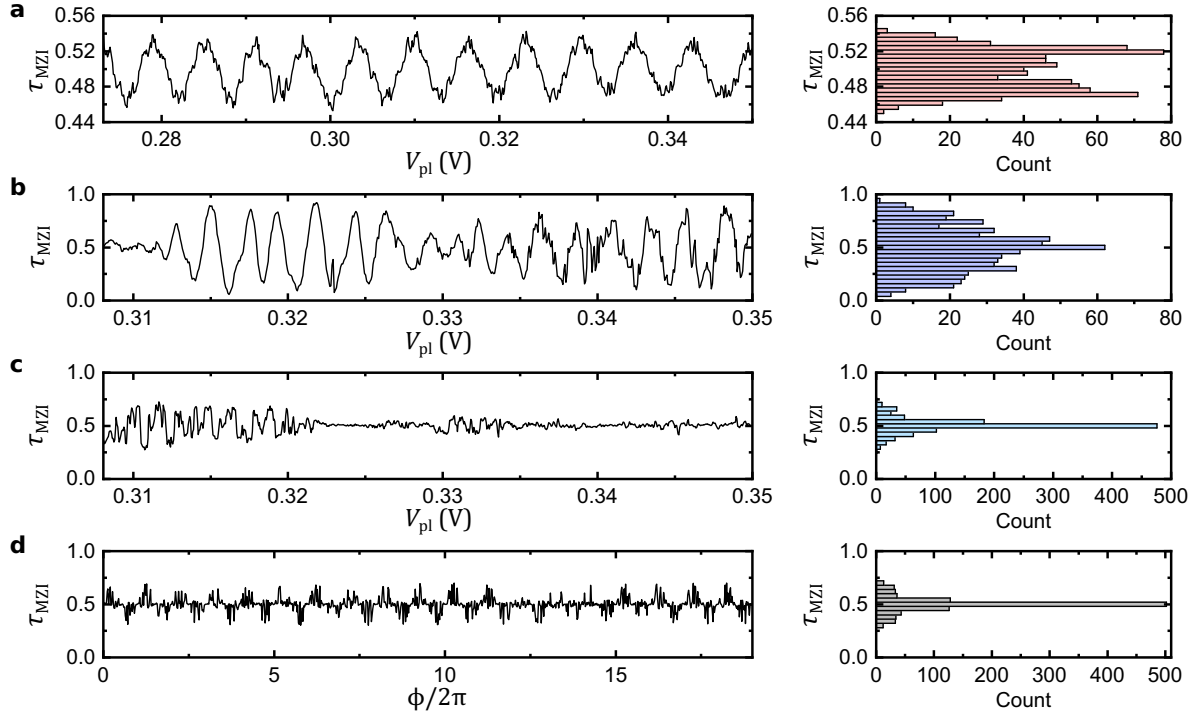 a
0.56
0.52
0.48
0.44
τMZI
0.28 0.30 0.32 0.34
Vpl (V)
τMZI
0.56
0.52
0.48
0.44
0 20 40 60 80
Count
b
1.0
0.5
0.0
τMZI
0.31 0.32 0.33 0.34 0.35
Vpl (V)
τMZI
1.0
0.5
0.0
0 20 40 60 80
Count
c
1.0
0.5
0.0
τMZI
0.31 0.32 0.33 0.34 0.35
Vpl (V)
τMZI
1.0
0.5
0.0
0 100 200 300 400 500
Count
d
1.0
0.5
0.0
τMZI
0 5 10 15
ϕ/2π
τMZI
1.0
0.5
0.0
0 100 200 300 400 500
Count